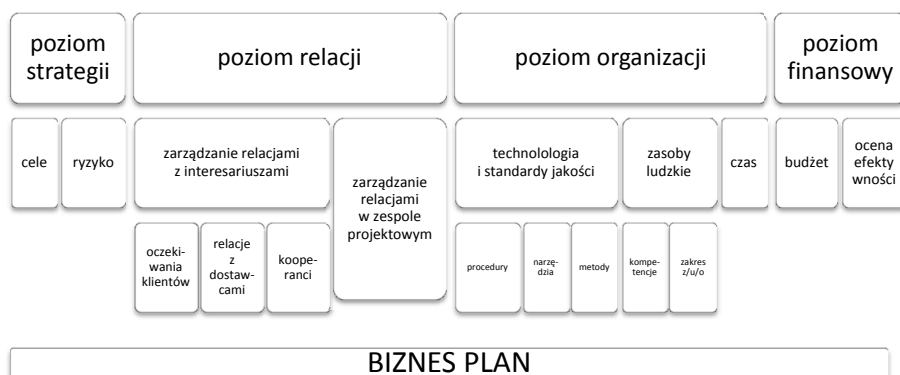 poziom
strategii
poziom relacji
poziom organizacji
poziom
finansowy
cele
ryzyko
zarządzanie relacjami
z interesariuszami
zarządzanie
relacjami
w zespole
projektowym
technolologia
i standardy jakości
zasoby
ludzkie
czas
budżet
ocena
efekty
wności
oczeki-
wania
klientów
relacje
z
dostaw-
cami
koope-
ranci
procedury
narzę-
dzia
metody
kompe-
tencje
zakres
z/u/o
BIZNES PLAN